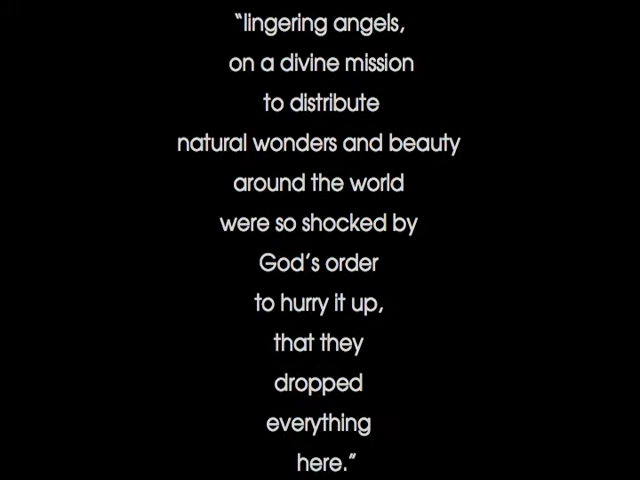 “lingering angels,
on a divine mission
to distribute
natural wonders and beauty
around the world
were so shocked by
God’s order
to hurry it up,
that they
dropped
everything
here.”